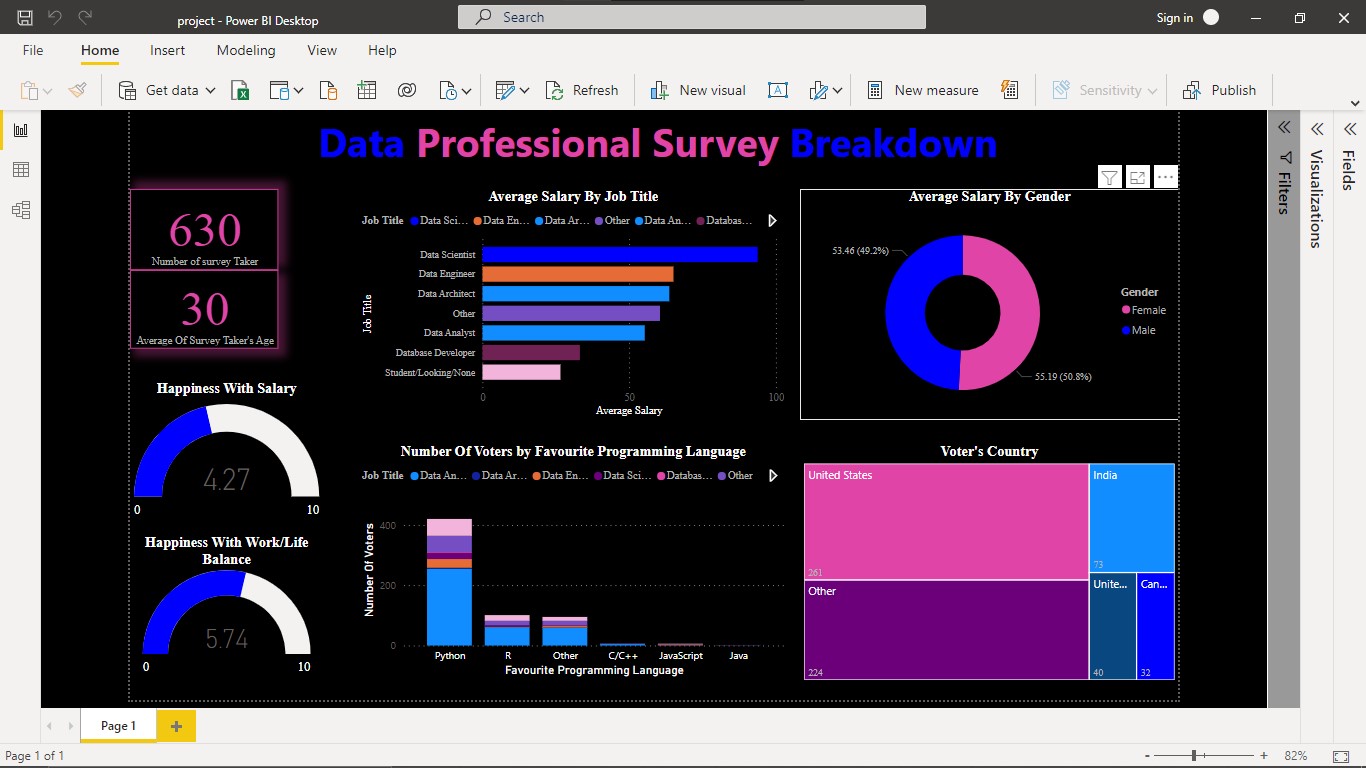 project - Power BI Desktop
Search
Sign in
File Home Insert Modeling View Help
Get data
Refresh
New visual
New measure
Sensitivity
Publish
Data Professional Survey Breakdown
630
Number of survey Taker
30
Average Of Survey Taker's Age
Happiness With Salary
4.27
0 10
Happiness With Work/Life
Balance
5.74
0 10
Average Salary By Job Title
Job Title Data Sci... Data En... Data Ar... Other Data An... Databas...
Job Title
Data Scientist
Data Engineer
Data Architect
Other
Data Analyst
Database Developer
Student/Looking/None
0 50 100
Average Salary
Average Salary By Gender
53.46 (49.2%)
55.19 (50.8%)
Gender
Female
Male
Number Of Voters by Favourite Programming Language
Job Title Data An... Data Ar... Data En... Data Sci... Databas... Other
Number Of Voters
400
200
0
Python R Other C/C++ JavaScript Java
Favourite Programming Language
Voter's Country
United States
261
India
73
Other
224
Unite...
40
Can...
32
Filters
Visualizations
Fields
Page 1
Page 1 of 1
- + 82%